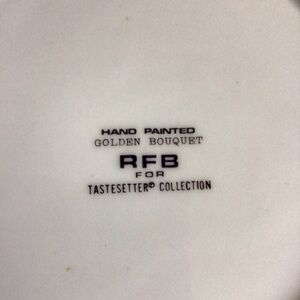 HAND PAINTED
GOLDEN BOUQUET
RFB
FOR
TASTESETTER© COLLECTION